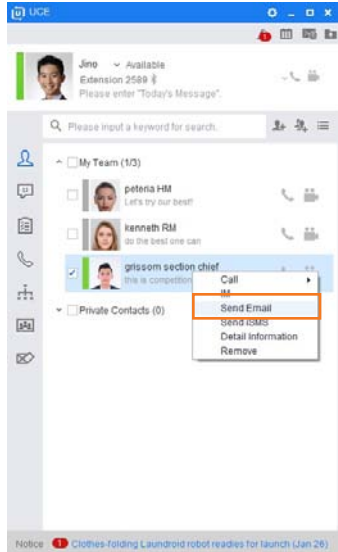 UCE
Jino Available
Extension 2589
Please enter "Today's Message".
Please input a keyword for search.
My Team (1/3)
peteria HM
Let's try our best!!
kenneth RM
do the best one can
grissom section chief
this is competition
Call
IM
Send Email
Send iSMS
Detail Information
Remove
Private Contacts (0)
Notice 1 Clothes-folding Laundroid robot readies for launch (Jan 26)